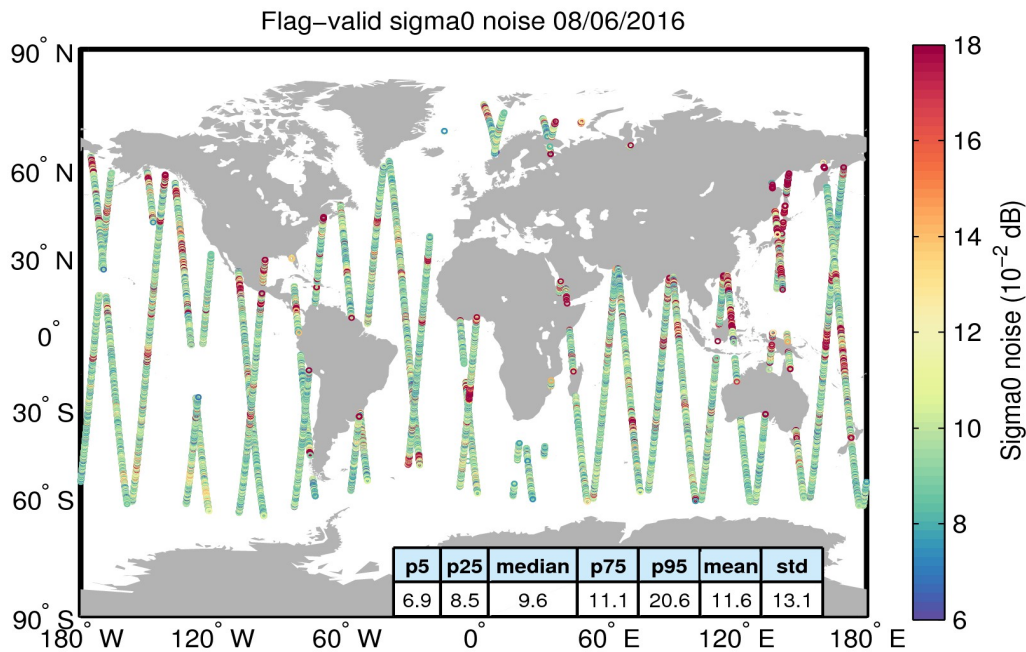 Flag−valid sigma0 noise 08/06/2016
90° N
60° N
30° N
0°
30° S
60° S
90° S
180° W
120° W
60° W
0°
60° E
120° E
180° E
p5 p25 median p75 p95 mean std
6.9 8.5 9.6 11.1 20.6 11.6 13.1
18
16
14
12
10
8
6
Sigma0 noise (10⁻² dB)